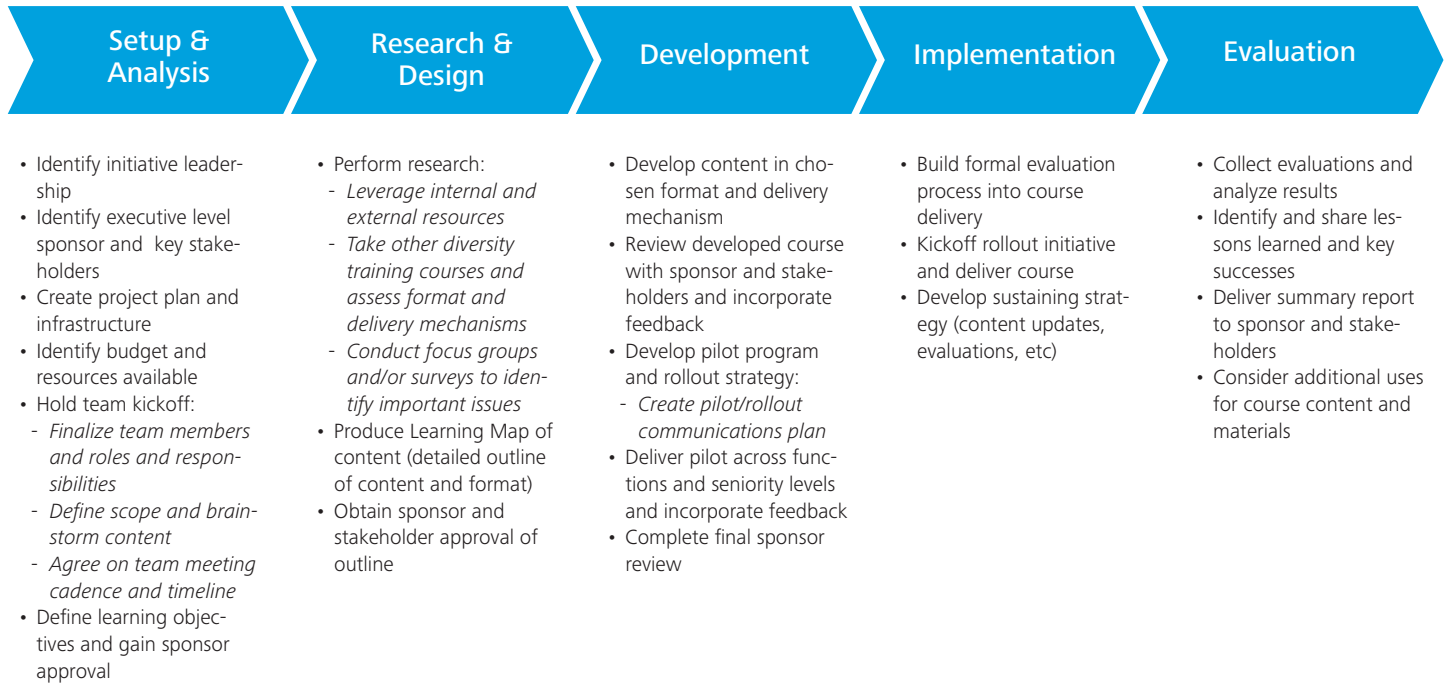 Setup &
Analysis
Research &
Design
Development
Implementation
Evaluation
• Identify initiative leader-
ship
• Identify executive level
sponsor and  key stake-
holders
• Create project plan and
infrastructure
• Identify budget and
resources available
• Hold team kickoff:
- Finalize team members
and roles and respon-
sibilities
- Define scope and brain-
storm content
- Agree on team meeting
cadence and timeline
• Define learning objec-
tives and gain sponsor
approval
• Perform research:
- Leverage internal and
external resources
- Take other diversity
training courses and
assess format and
delivery mechanisms
- Conduct focus groups
and/or surveys to iden-
tify important issues
• Produce Learning Map of
content (detailed outline
of content and format)
• Obtain sponsor and
stakeholder approval of
outline
• Develop content in cho-
sen format and delivery
mechanism
• Review developed course
with sponsor and stake-
holders and incorporate
feedback
• Develop pilot program
and rollout strategy:
- Create pilot/rollout
communications plan
• Deliver pilot across func-
tions and seniority levels
and incorporate feedback
• Complete final sponsor
review
• Build formal evaluation
process into course
delivery
• Kickoff rollout initiative
and deliver course
• Develop sustaining strat-
egy (content updates,
evaluations, etc)
• Collect evaluations and
analyze results
• Identify and share les-
sons learned and key
successes
• Deliver summary report
to sponsor and stake-
holders
• Consider additional uses
for course content and
materials